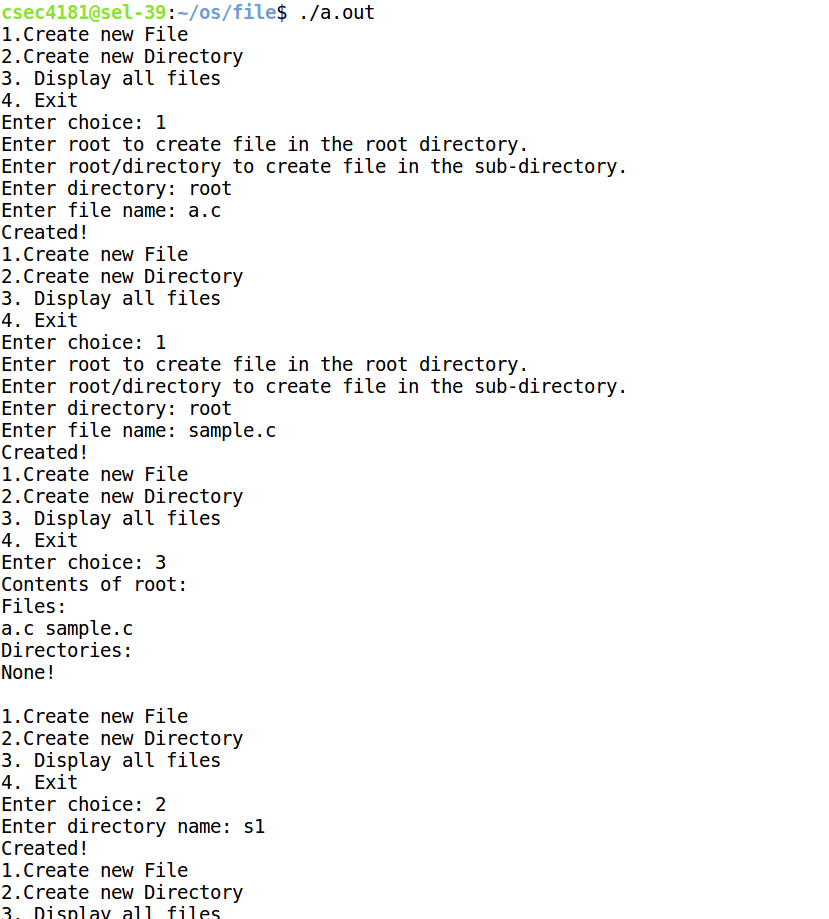 csec4181@sel-39:~/os/file$ ./a.out
1.Create new File
2.Create new Directory
3. Display all files
4. Exit
Enter choice: 1
Enter root to create file in the root directory.
Enter root/directory to create file in the sub-directory.
Enter directory: root
Enter file name: a.c
Created!
1.Create new File
2.Create new Directory
3. Display all files
4. Exit
Enter choice: 1
Enter root to create file in the root directory.
Enter root/directory to create file in the sub-directory.
Enter directory: root
Enter file name: sample.c
Created!
1.Create new File
2.Create new Directory
3. Display all files
4. Exit
Enter choice: 3
Contents of root:
Files:
a.c sample.c
Directories:
None!

1.Create new File
2.Create new Directory
3. Display all files
4. Exit
Enter choice: 2
Enter directory name: s1
Created!
1.Create new File
2.Create new Directory
3. Display all files